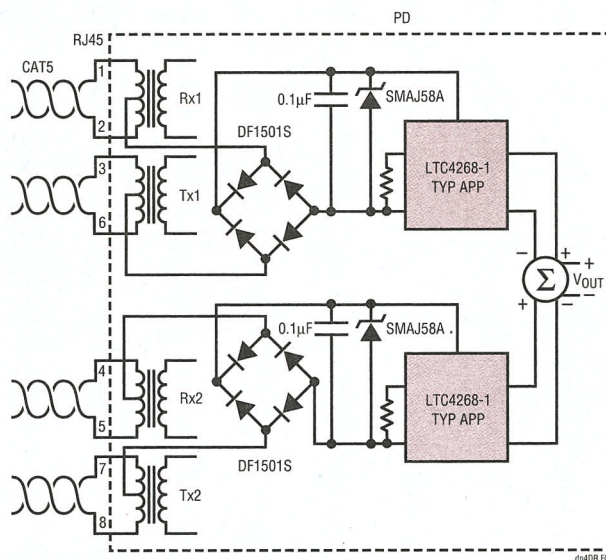 PD
RJ45
CAT5
1
2
Rx1
3
6
Tx1
DF1501S
0.1µF
SMAJ58A
LTC4268-1
TYP APP
–
+
+
Σ
VOUT
–
+
–
4
5
Rx2
7
8
Tx2
DF1501S
0.1µF
SMAJ58A
LTC4268-1
TYP APP